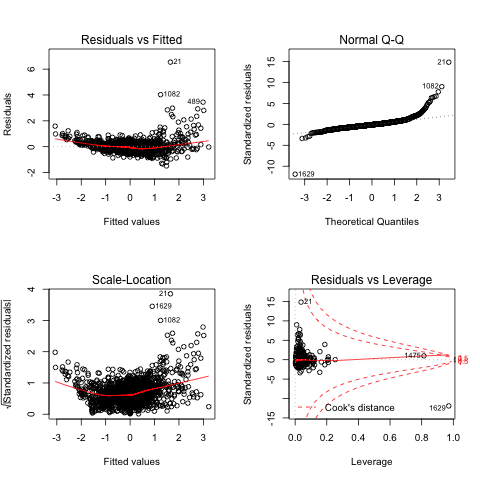 Residuals vs Fitted
Residuals
-2 0 2 4 6
21
1082
489
-3 -2 -1 0 1 2 3
Fitted values
Normal Q-Q
Standardized residuals
-10 -5 0 5 10 15
21
1082
1629
-3 -2 -1 0 1 2 3
Theoretical Quantiles
Scale-Location
√|Standardized residuals|
0 1 2 3 4
21
1629
1082
-3 -2 -1 0 1 2 3
Fitted values
Residuals vs Leverage
Standardized residuals
-15 -5 0 5 10 15
21
1475
1629
Cook's distance
0.0 0.2 0.4 0.6 0.8 1.0
Leverage